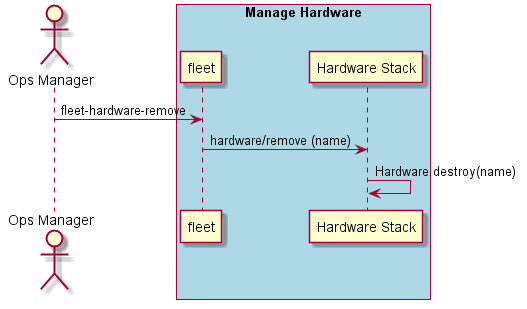 Manage Hardware
Ops Manager
fleet
Hardware Stack
fleet-hardware-remove
hardware/remove (name)
Hardware destroy(name)
Ops Manager
fleet
Hardware Stack